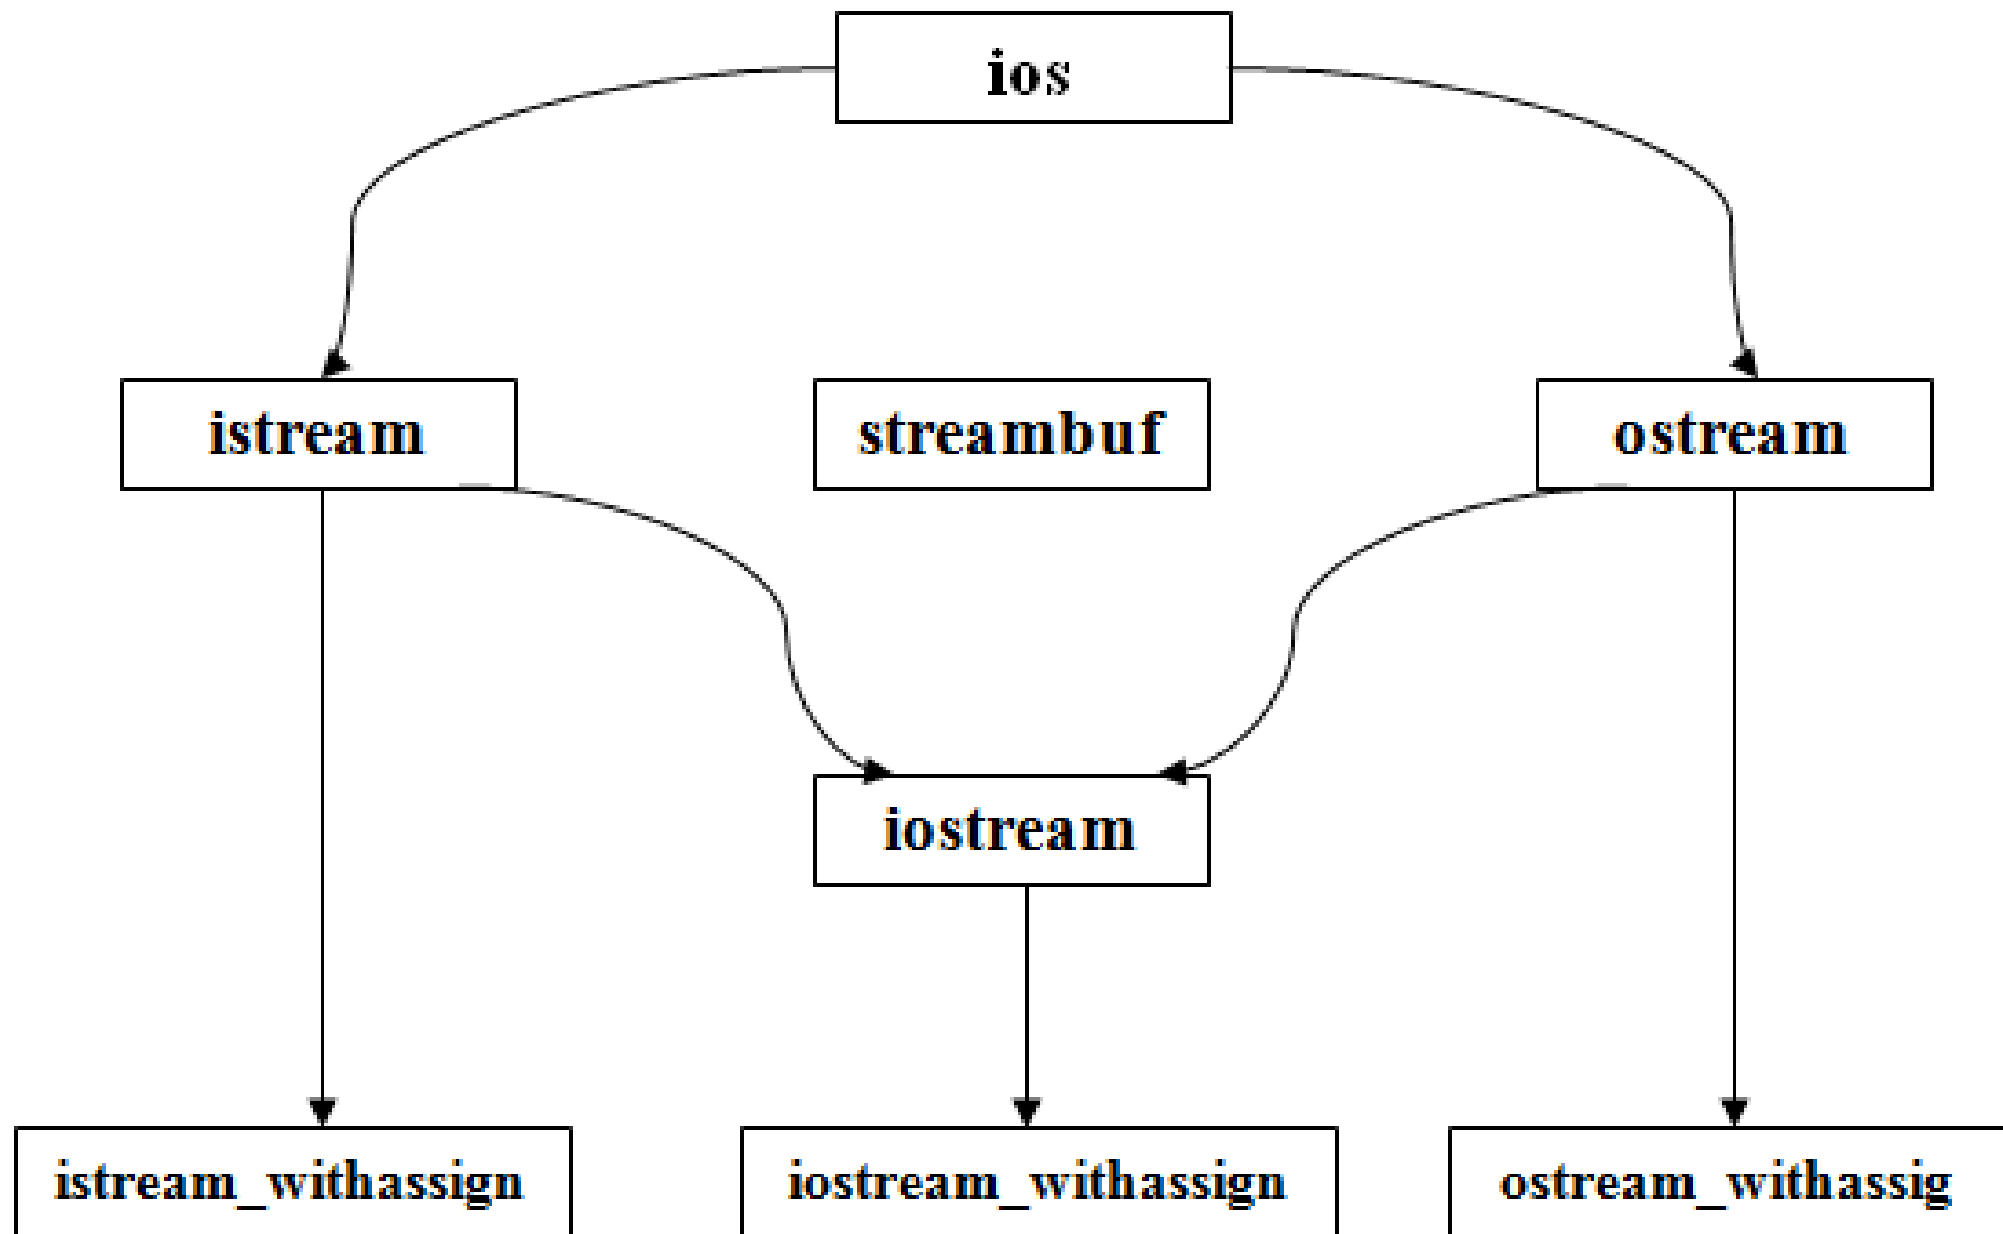 ios
istream
streambuf
ostream
iostream
istream_withassign
iostream_withassign
ostream_withassig